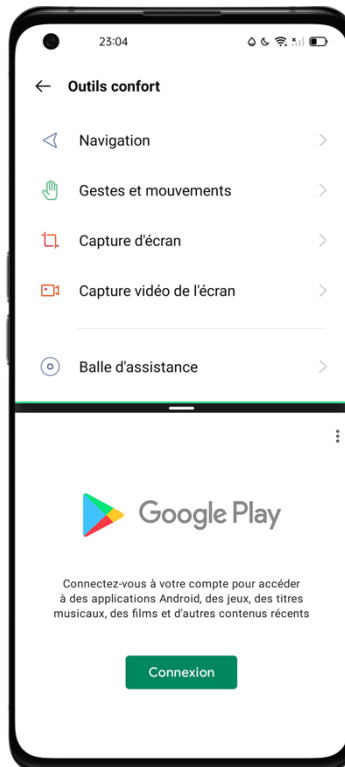 23:04
Outils confort
Navigation
Gestes et mouvements
Capture d'écran
Capture vidéo de l'écran
Balle d'assistance
Google Play
Connectez-vous à votre compte pour accéder
à des applications Android, des jeux, des titres
musicaux, des films et d'autres contenus récents
Connexion